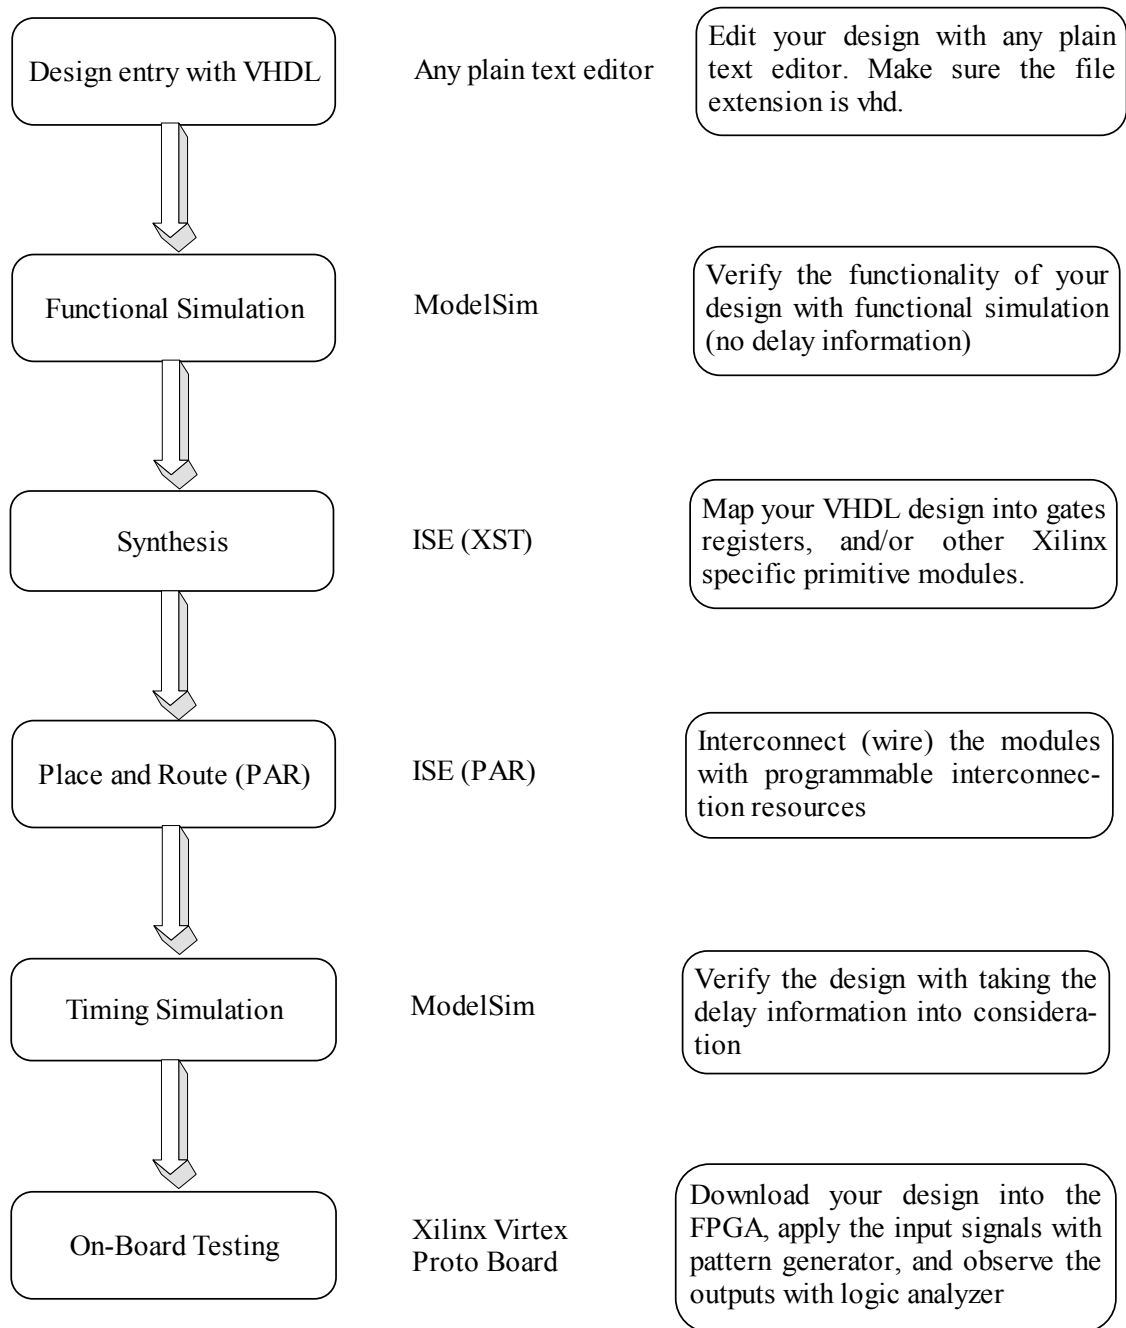 Design entry with VHDL
Any plain text editor
Edit your design with any plain
text editor. Make sure the file
extension is vhd.
Functional Simulation
ModelSim
Verify the functionality of your
design with functional simulation
(no delay information)
Synthesis
ISE (XST)
Map your VHDL design into gates
registers, and/or other Xilinx
specific primitive modules.
Place and Route (PAR)
ISE (PAR)
Interconnect (wire) the modules
with programmable interconnec-
tion resources
Timing Simulation
ModelSim
Verify the design with taking the
delay information into considera-
tion
On-Board Testing
Xilinx Virtex
Proto Board
Download your design into the
FPGA, apply the input signals with
pattern generator, and observe the
outputs with logic analyzer